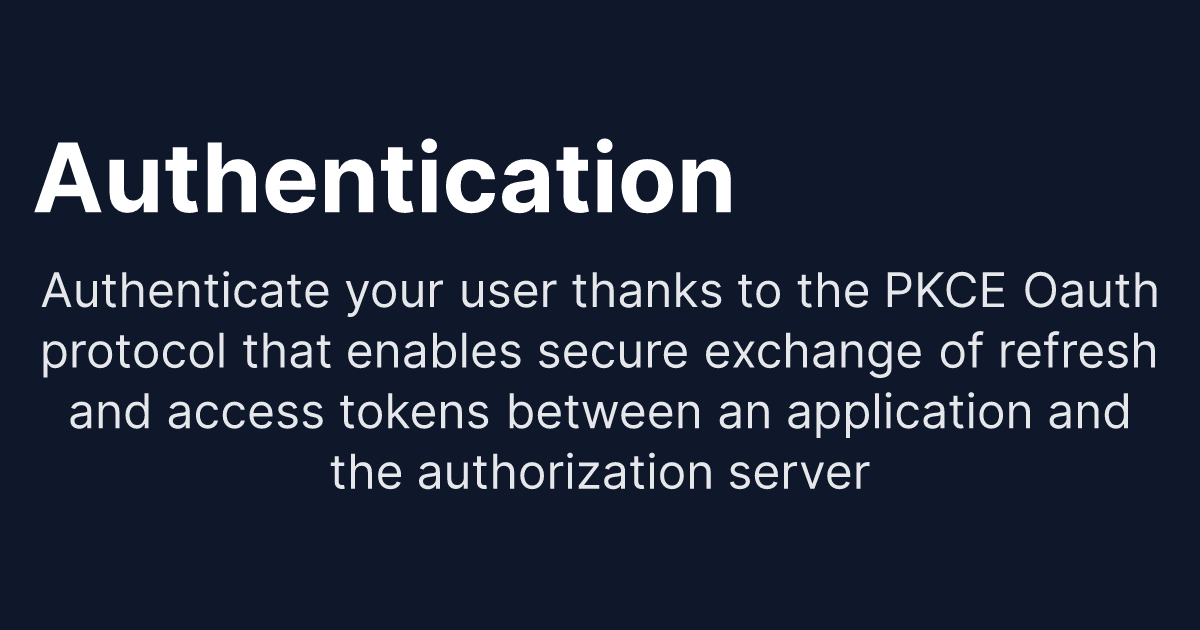 Authentication
Authenticate your user thanks to the PKCE Oauth
protocol that enables secure exchange of refresh
and access tokens between an application and
the authorization server